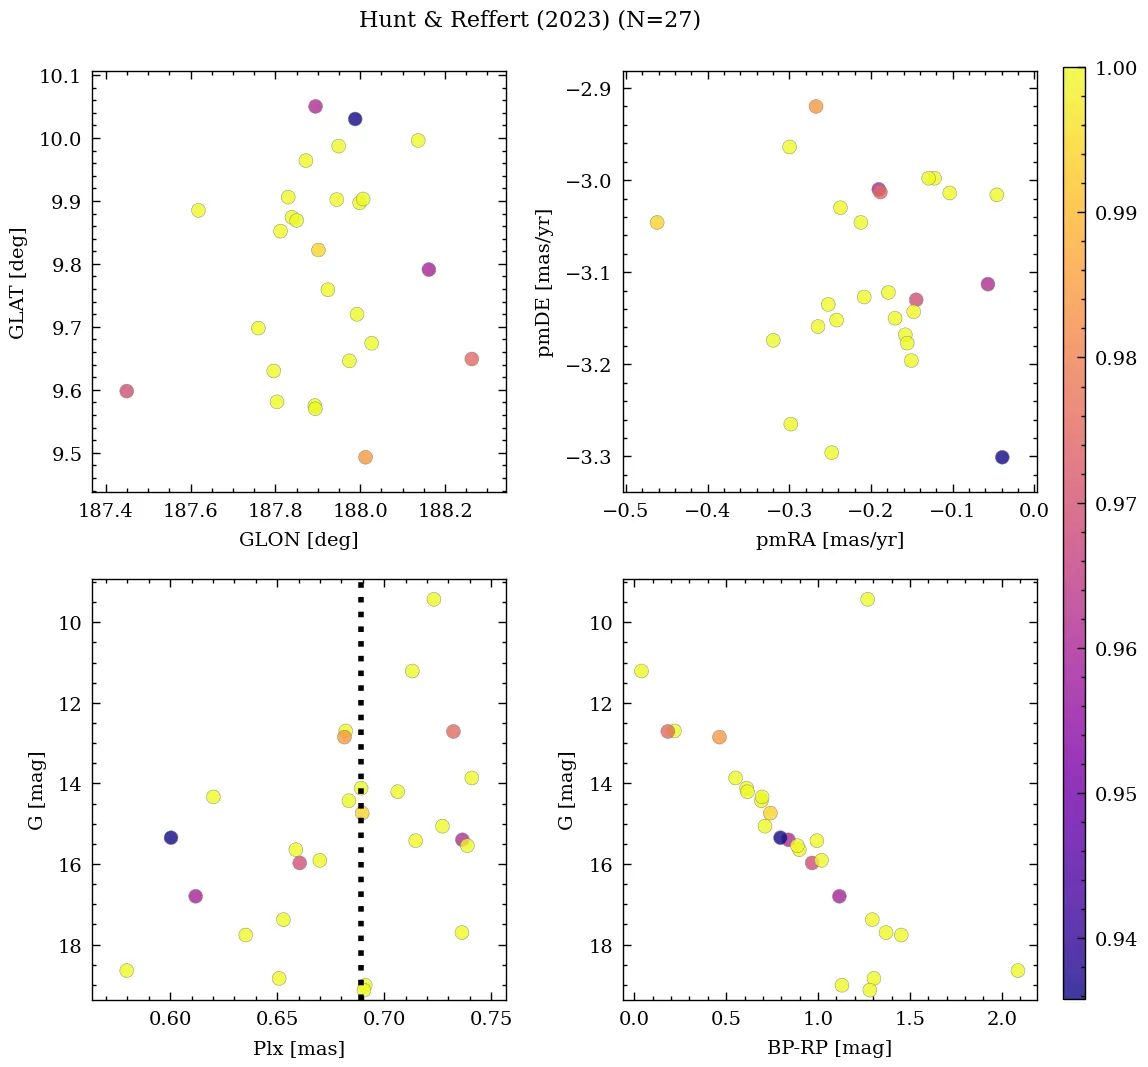 Hunt & Reffert (2023) (N=27)
10.1
10.0
9.9
9.8
9.7
9.6
9.5
GLAT [deg]
187.4 187.6 187.8 188.0 188.2
GLON [deg]
−2.9
−3.0
−3.1
−3.2
−3.3
pmDE [mas/yr]
−0.5 −0.4 −0.3 −0.2 −0.1 0.0
pmRA [mas/yr]
10
12
14
16
18
G [mag]
0.60 0.65 0.70 0.75
Plx [mas]
10
12
14
16
18
G [mag]
0.0 0.5 1.0 1.5 2.0
BP-RP [mag]
1.00
0.99
0.98
0.97
0.96
0.95
0.94